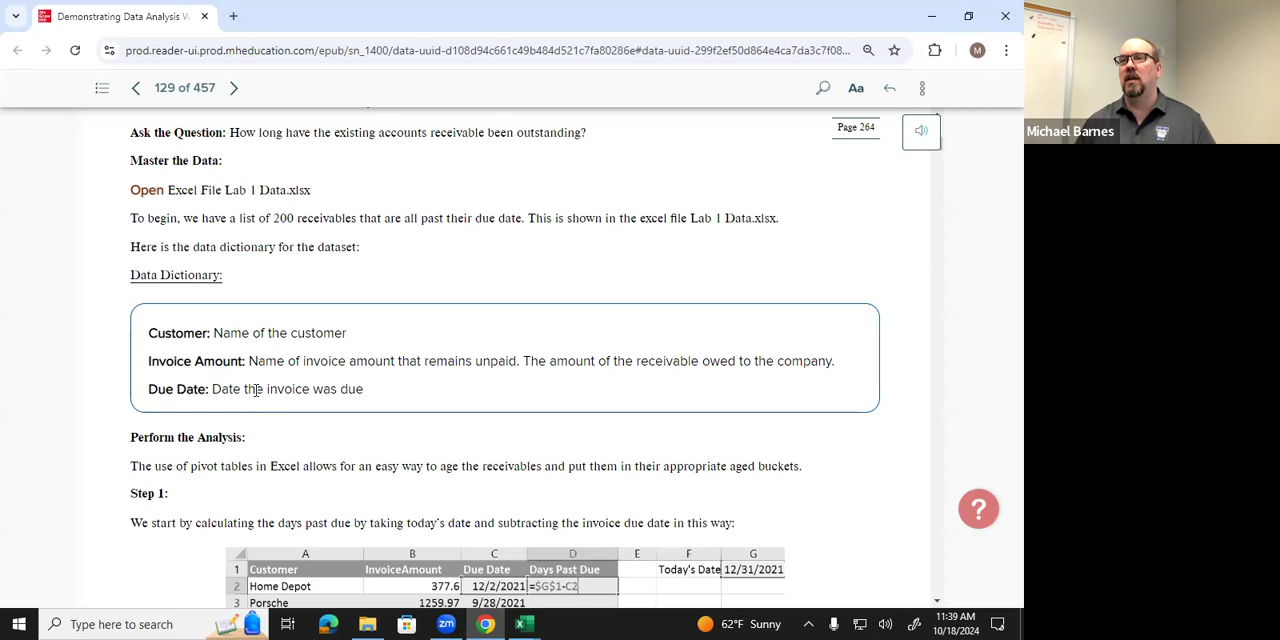 Demonstrating Data Analysis W
prod.reader-ui.prod.mheducation.com/epub/sn_1400/data-uuid-d108d94c661c49b484d521c7fa80286e#data-uuid-299f2ef50d864e4ca7da3c7f08...
M
129 of 457
Aa
Ask the Question: How long have the existing accounts receivable been outstanding?
Page 264
Master the Data:
Open Excel File Lab 1 Data.xlsx
To begin, we have a list of 200 receivables that are all past their due date. This is shown in the excel file Lab 1 Data.xlsx.
Here is the data dictionary for the dataset:
Data Dictionary:
Customer: Name of the customer
Invoice Amount: Name of invoice amount that remains unpaid. The amount of the receivable owed to the company.
Due Date: Date the invoice was due
Perform the Analysis:
The use of pivot tables in Excel allows for an easy way to age the receivables and put them in their appropriate aged buckets.
Step 1:
We start by calculating the days past due by taking today's date and subtracting the invoice due date in this way:
A B C D E F G
1 Customer InvoiceAmount Due Date Days Past Due Today's Date 12/31/2021
2 Home Depot 377.6 12/2/2021 =$G$1-C2
3 Porsche 1259.97 9/28/2021
?
Type here to search
zm
62°F Sunny
11:39 AM
10/18/2024
Michael Barnes